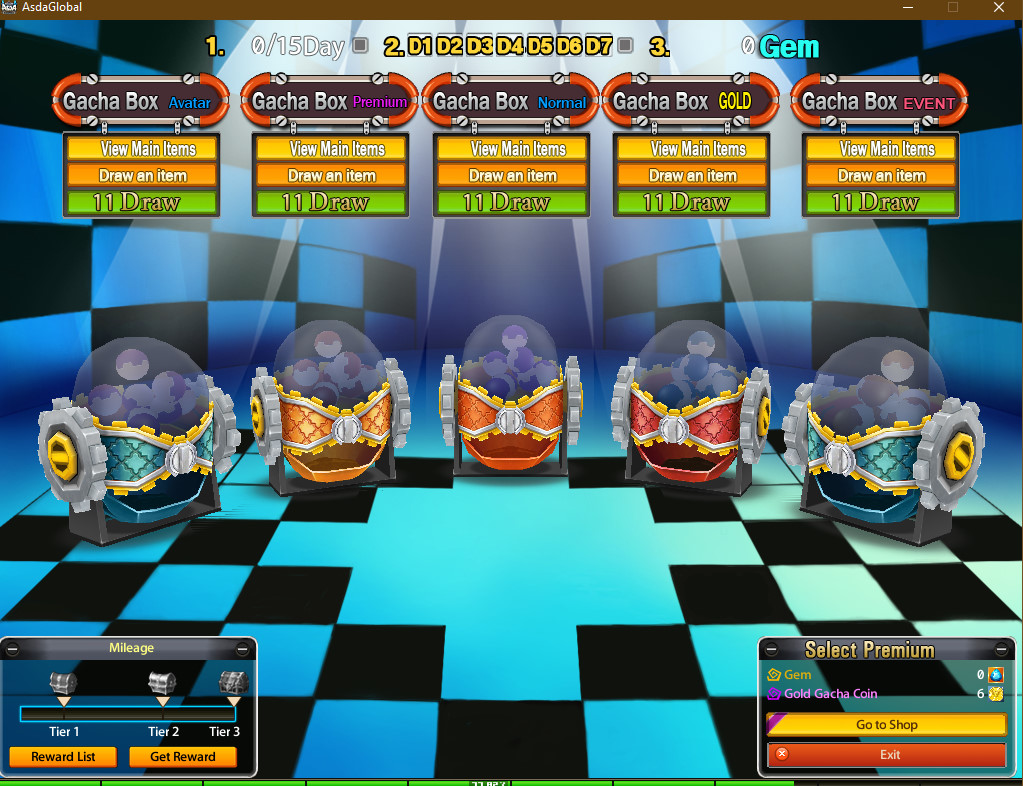 AsdaGlobal
1. 0/15Day 2. D1 D2 D3 D4 D5 D6 D7 3. 0 Gem
Gacha Box Avatar
View Main Items
Draw an item
11 Draw
Gacha Box Premium
View Main Items
Draw an item
11 Draw
Gacha Box Normal
View Main Items
Draw an item
11 Draw
Gacha Box GOLD
View Main Items
Draw an item
11 Draw
Gacha Box EVENT
View Main Items
Draw an item
11 Draw
Mileage
Tier 1 Tier 2 Tier 3
Reward List Get Reward
Select Premium
Gem 0
Gold Gacha Coin 6
Go to Shop
Exit